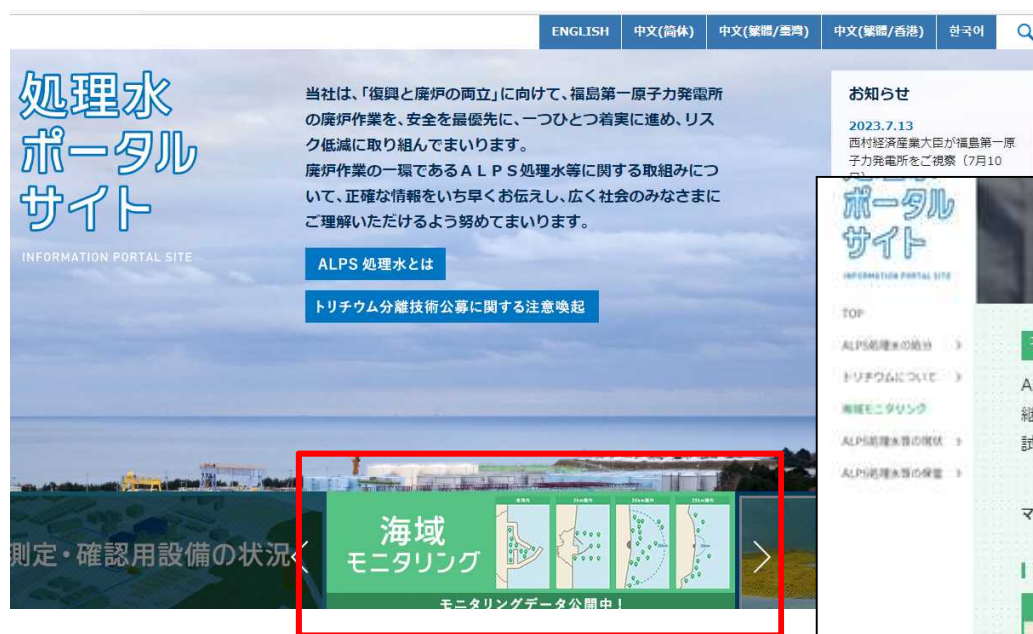 ENGLISH
中文(简体)
中文(繁體/臺灣)
中文(繁體/香港)
한국어
処理水
ポータル
サイト
INFORMATION PORTAL SITE
当社は、「復興と廃炉の両立」に向けて、福島第一原子力発電所
の廃炉作業を、安全を最優先に、一つひとつ着実に進め、リス
ク低減に取り組んでまいります。
廃炉作業の一環であるＡＬＰＳ処理水等に関する取組みにつ
いて、正確な情報をいち早くお伝えし、広く社会のみなさまに
ご理解いただけるよう努めてまいります。
ALPS 処理水とは
トリチウム分離技術公募に関する注意喚起
お知らせ
2023.7.13
西村経済産業大臣が福島第一原
子力発電所をご視察（7月10
測定・確認用設備の状況
海域
モニタリング
モニタリングデータ公開中！
ポータル
サイト
INFORMATION PORTAL SITE
TOP
ALPS処理水の処分
トリチウムについて
海域モニタリング
ALPS処理水等の現状
ALPS処理水等の保管
A
継
試
マ